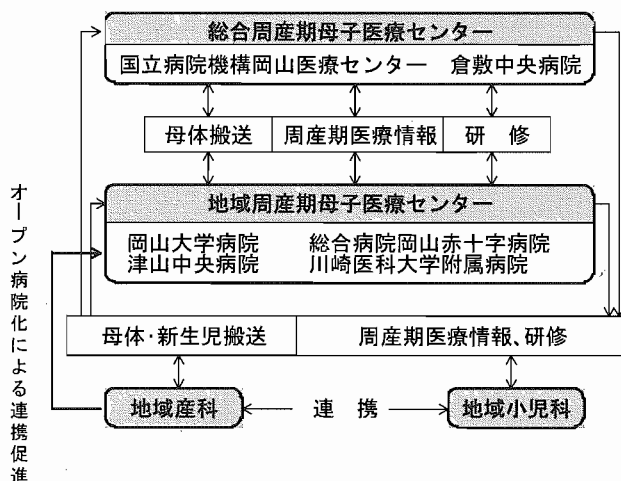 総合周産期母子医療センター
国立病院機構岡山医療センター　倉敷中央病院
母体搬送　周産期医療情報　研　修
地域周産期母子医療センター
岡山大学病院　総合病院岡山赤十字病院
津山中央病院　川崎医科大学附属病院
母体・新生児搬送　周産期医療情報、研修
地域産科　連　携　地域小児科
オープン病院化による連携促進